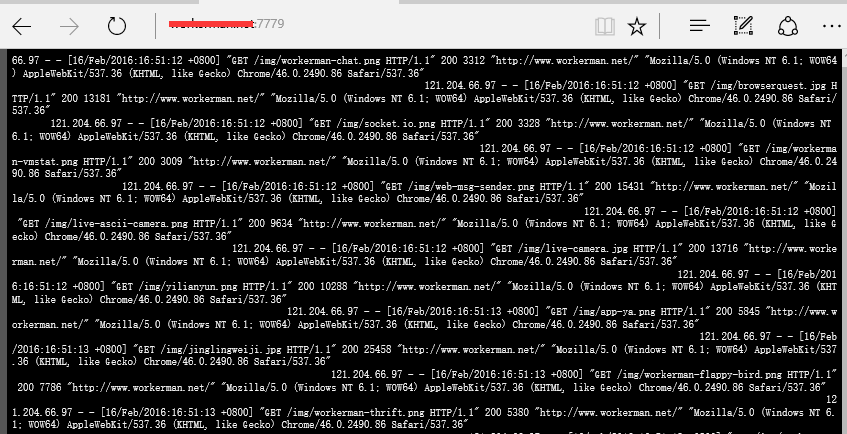 :7779
66.97 - - [16/Feb/2016:16:51:12 +0800] "GET /img/workerman-chat.png HTTP/1.1" 200 3312 "http://www.workerman.net/" "Mozilla/5.0 (Windows NT 6.1; WOW64
) AppleWebKit/537.36 (KHTML, like Gecko) Chrome/46.0.2490.86 Safari/537.36"
121.204.66.97 - - [16/Feb/2016:16:51:12 +0800] "GET /img/browserquest.jpg H
TTP/1.1" 200 13181 "http://www.workerman.net/" "Mozilla/5.0 (Windows NT 6.1; WOW64) AppleWebKit/537.36 (KHTML, like Gecko) Chrome/46.0.2490.86 Safari/
537.36"
121.204.66.97 - - [16/Feb/2016:16:51:12 +0800] "GET /img/socket.io.png HTTP/1.1" 200 3328 "http://www.workerman.net/" "Mozilla/5.0 (Windows NT
6.1; WOW64) AppleWebKit/537.36 (KHTML, like Gecko) Chrome/46.0.2490.86 Safari/537.36"
121.204.66.97 - - [16/Feb/2016:16:51:12 +0800] "GET /img/workerma
n-vmstat.png HTTP/1.1" 200 3009 "http://www.workerman.net/" "Mozilla/5.0 (Windows NT 6.1; WOW64) AppleWebKit/537.36 (KHTML, like Gecko) Chrome/46.0.24
90.86 Safari/537.36"
121.204.66.97 - - [16/Feb/2016:16:51:12 +0800] "GET /img/web-msg-sender.png HTTP/1.1" 200 15431 "http://www.workerman.net/" "Mozil
la/5.0 (Windows NT 6.1; WOW64) AppleWebKit/537.36 (KHTML, like Gecko) Chrome/46.0.2490.86 Safari/537.36"
121.204.66.97 - - [16/Feb/2016:16:51:12 +0800]
"GET /img/live-ascii-camera.png HTTP/1.1" 200 9634 "http://www.workerman.net/" "Mozilla/5.0 (Windows NT 6.1; WOW64) AppleWebKit/537.36 (KHTML, like G
ecko) Chrome/46.0.2490.86 Safari/537.36"
121.204.66.97 - - [16/Feb/2016:16:51:12 +0800] "GET /img/live-camera.jpg HTTP/1.1" 200 13716 "http://www.worke
rman.net/" "Mozilla/5.0 (Windows NT 6.1; WOW64) AppleWebKit/537.36 (KHTML, like Gecko) Chrome/46.0.2490.86 Safari/537.36"
121.204.66.97 - - [16/Feb/201
6:16:51:12 +0800] "GET /img/yilianyun.png HTTP/1.1" 200 10288 "http://www.workerman.net/" "Mozilla/5.0 (Windows NT 6.1; WOW64) AppleWebKit/537.36 (KHT
ML, like Gecko) Chrome/46.0.2490.86 Safari/537.36"
121.204.66.97 - - [16/Feb/2016:16:51:13 +0800] "GET /img/app-ya.png HTTP/1.1" 200 5845 "http://www.w
orkerman.net/" "Mozilla/5.0 (Windows NT 6.1; WOW64) AppleWebKit/537.36 (KHTML, like Gecko) Chrome/46.0.2490.86 Safari/537.36"
121.204.66.97 - - [16/Feb
/2016:16:51:13 +0800] "GET /img/jinglingweiji.jpg HTTP/1.1" 200 25458 "http://www.workerman.net/" "Mozilla/5.0 (Windows NT 6.1; WOW64) AppleWebKit/537
.36 (KHTML, like Gecko) Chrome/46.0.2490.86 Safari/537.36"
121.204.66.97 - - [16/Feb/2016:16:51:13 +0800] "GET /img/workerman-flappy-bird.png HTTP/1.1"
200 7786 "http://www.workerman.net/" "Mozilla/5.0 (Windows NT 6.1; WOW64) AppleWebKit/537.36 (KHTML, like Gecko) Chrome/46.0.2490.86 Safari/537.36"
12
1.204.66.97 - - [16/Feb/2016:16:51:13 +0800] "GET /img/workerman-thrift.png HTTP/1.1" 200 5380 "http://www.workerman.net/" "Mozilla/5.0 (Windows NT 6.
1; WOW64) AppleWebKit/537.36 (KHTML, like Gecko) Chrome/46.0.2490.86 Safari/537.36"